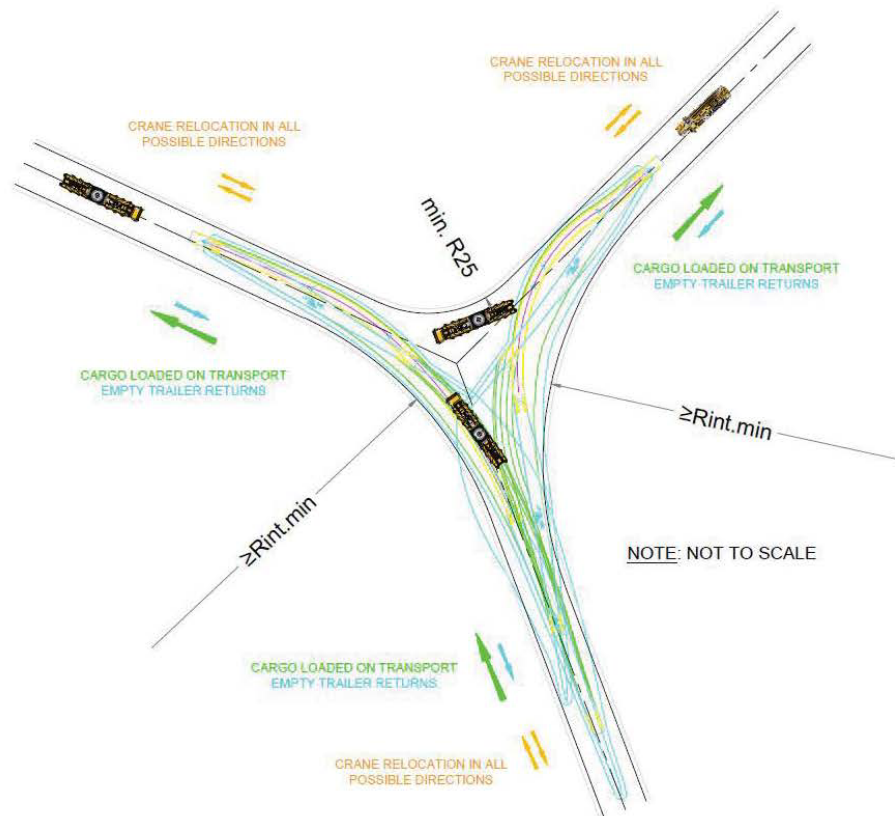 CRANE RELOCATION IN ALL
POSSIBLE DIRECTIONS
CRANE RELOCATION IN ALL
POSSIBLE DIRECTIONS
min. R25
CARGO LOADED ON TRANSPORT
EMPTY TRAILER RETURNS
CARGO LOADED ON TRANSPORT
EMPTY TRAILER RETURNS
≥Rint.min
≥Rint.min
NOTE: NOT TO SCALE
CARGO LOADED ON TRANSPORT
EMPTY TRAILER RETURNS
CRANE RELOCATION IN ALL
POSSIBLE DIRECTIONS